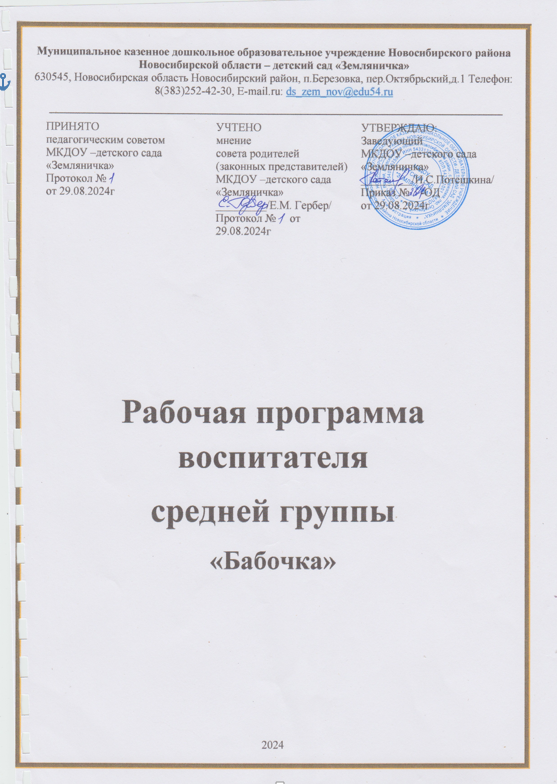 Муниципальное казенное дошкольное образовательное учреждение Новосибирского района
Новосибирской области – детский сад «Земляничка»
630545, Новосибирская область Новосибирский район, п.Березовка, пер.Октябрьский,д.1 Телефон:
8(383)252-42-30, E-mail.ru: ds_zem_nov@edu54.ru
ПРИНЯТО
педагогическим советом
МКДОУ –детского сада
«Земляничка»
Протокол № 1
от 29.08.2024г
УЧТЕНО
мнение
совета родителей
(законных представителей)
МКДОУ –детского сада
«Земляничка»
/Е.М. Гербер/
Протокол № 1 от
29.08.2024г
УТВЕРЖДАЮ:
Заведующий
МКДОУ –детского сада
«Земляничка»
/И.С.Потешкина/
Приказ № ОД
от 29.08.2024г.
Рабочая программа
воспитателя
средней группы
«Бабочка»
2024